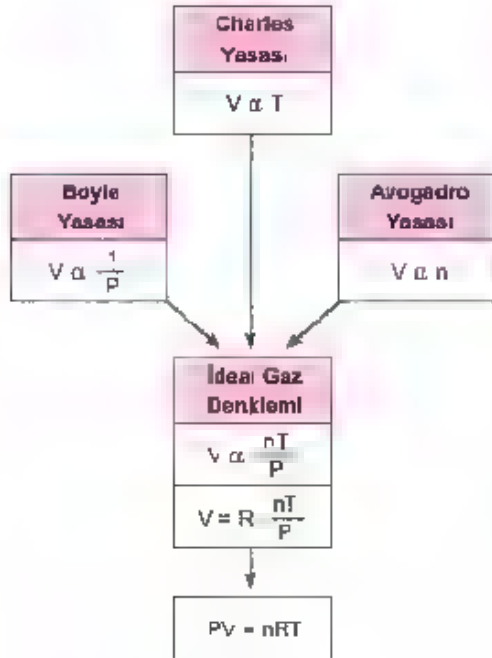 Charles
Yasası
V α T
Boyle
Yasası
V α 1/P
Avogadro
Yasası
V α n
İdeal Gaz
Denklemi
V α nT/P
V = R nT/P
PV = nRT